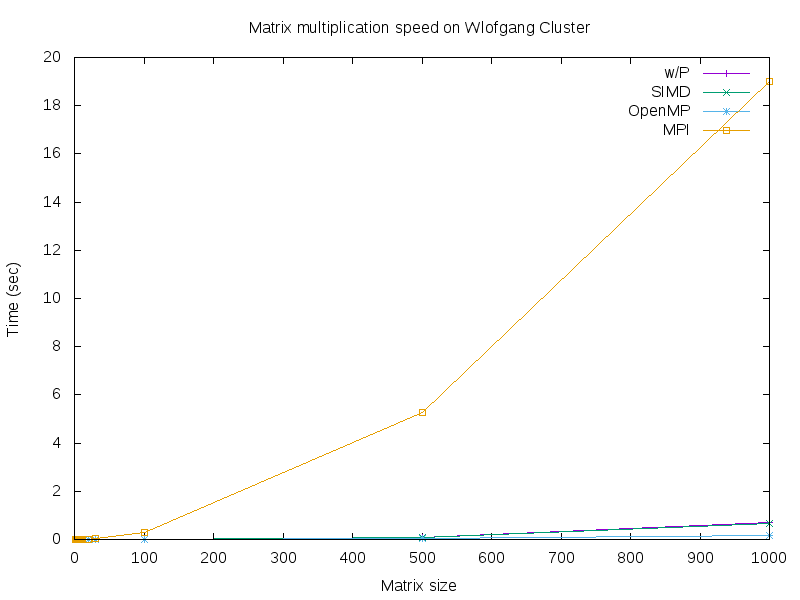 Matrix multiplication speed on Wlofgang Cluster
20
18
16
14
12
10
8
6
4
2
0
Time (sec)
w/P
SIMD
OpenMP
MPI
0 100 200 300 400 500 600 700 800 900 1000
Matrix size